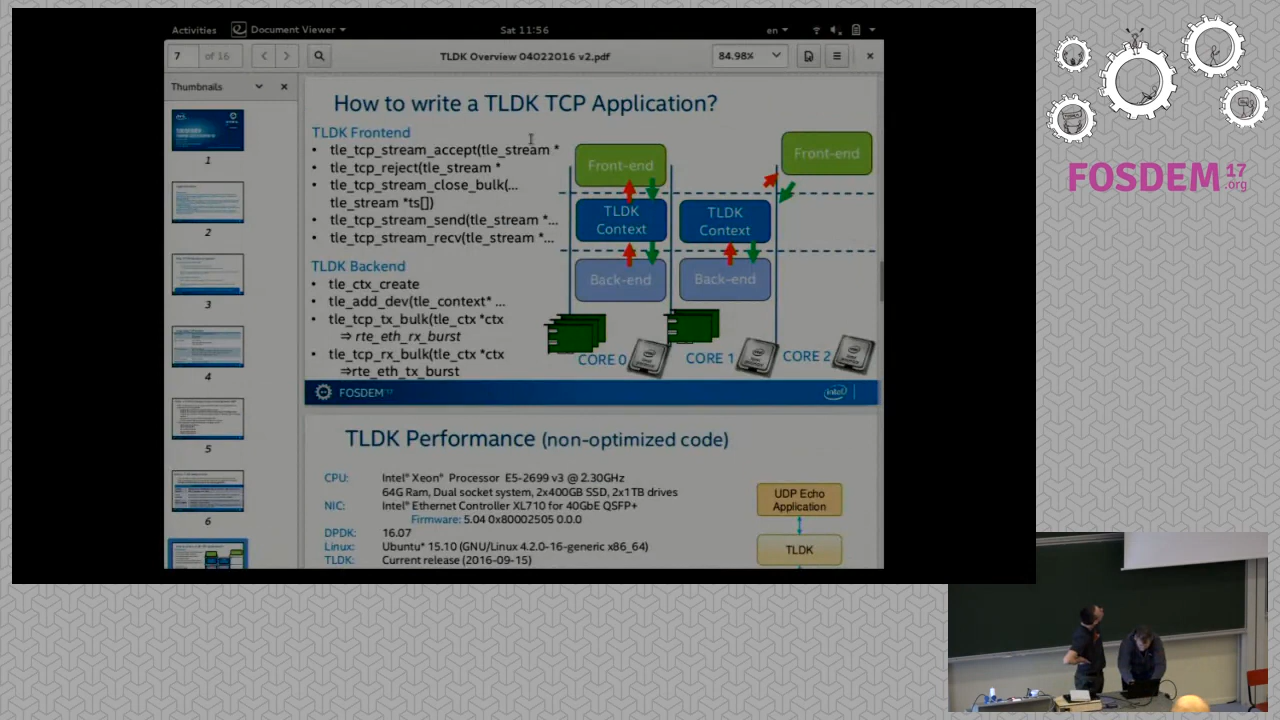 Activities
Document Viewer
Sat 11:56
en
7
of 16
TLDK Overview 04022016 v2.pdf
84.98%
Thumbnails
1
2
3
4
5
6
How to write a TLDK TCP Application?
TLDK Frontend
• tle_tcp_stream_accept(tle_stream *
• tle_tcp_reject(tle_stream *
• tle_tcp_stream_close_bulk(...
tle_stream *ts[])
• tle_tcp_stream_send(tle_stream *...
• tle_tcp_stream_recv(tle_stream *...
TLDK Backend
• tle_ctx_create
• tle_add_dev(tle_context* ...
• tle_tcp_tx_bulk(tle_ctx *ctx
⇒ rte_eth_rx_burst
• tle_tcp_rx_bulk(tle_ctx *ctx
⇒rte_eth_tx_burst
Front-end
Front-end
TLDK
Context
TLDK
Context
Back-end
Back-end
CORE 0
CORE 1
CORE 2
FOSDEM17
intel
TLDK Performance (non-optimized code)
CPU: Intel® Xeon® Processor E5-2699 v3 @ 2.30GHz
64G Ram, Dual socket system, 2x400GB SSD, 2x1TB drives
NIC: Intel® Ethernet Controller XL710 for 40GbE QSFP+
Firmware: 5.04 0x80002505 0.0.0
DPDK: 16.07
Linux: Ubuntu* 15.10 (GNU/Linux 4.2.0-16-generic x86_64)
TLDK: Current release (2016-09-15)
UDP Echo
Application
TLDK
FOSDEM 17
.org